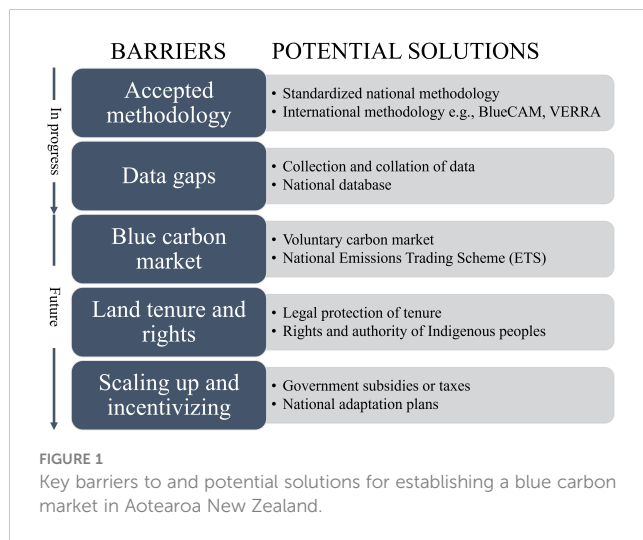 BARRIERS POTENTIAL SOLUTIONS
In progress
Accepted
methodology
• Standardized national methodology
• International methodology e.g., BlueCAM, VERRA
Data gaps
• Collection and collation of data
• National database
Future
Blue carbon
market
• Voluntary carbon market
• National Emissions Trading Scheme (ETS)
Land tenure and
rights
• Legal protection of tenure
• Rights and authority of Indigenous peoples
Scaling up and
incentivizing
• Government subsidies or taxes
• National adaptation plans
FIGURE 1
Key barriers to and potential solutions for establishing a blue carbon
market in Aotearoa New Zealand.